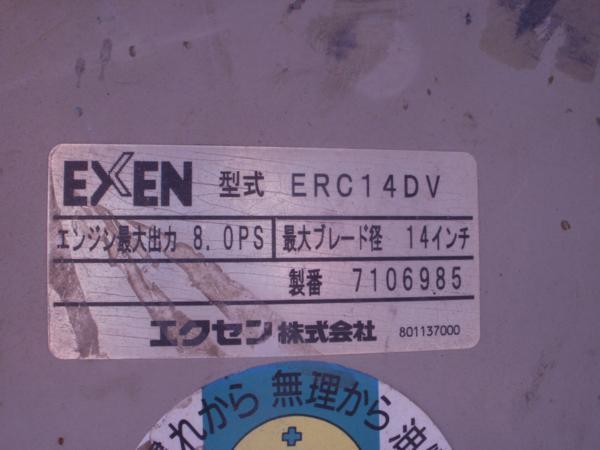 EXEN 型式 ERC14DV
エンジン最大出力 8.0PS 最大ブレード径 14インチ
製番 7106985
エクセン株式会社 801137000
れから 無理から 油